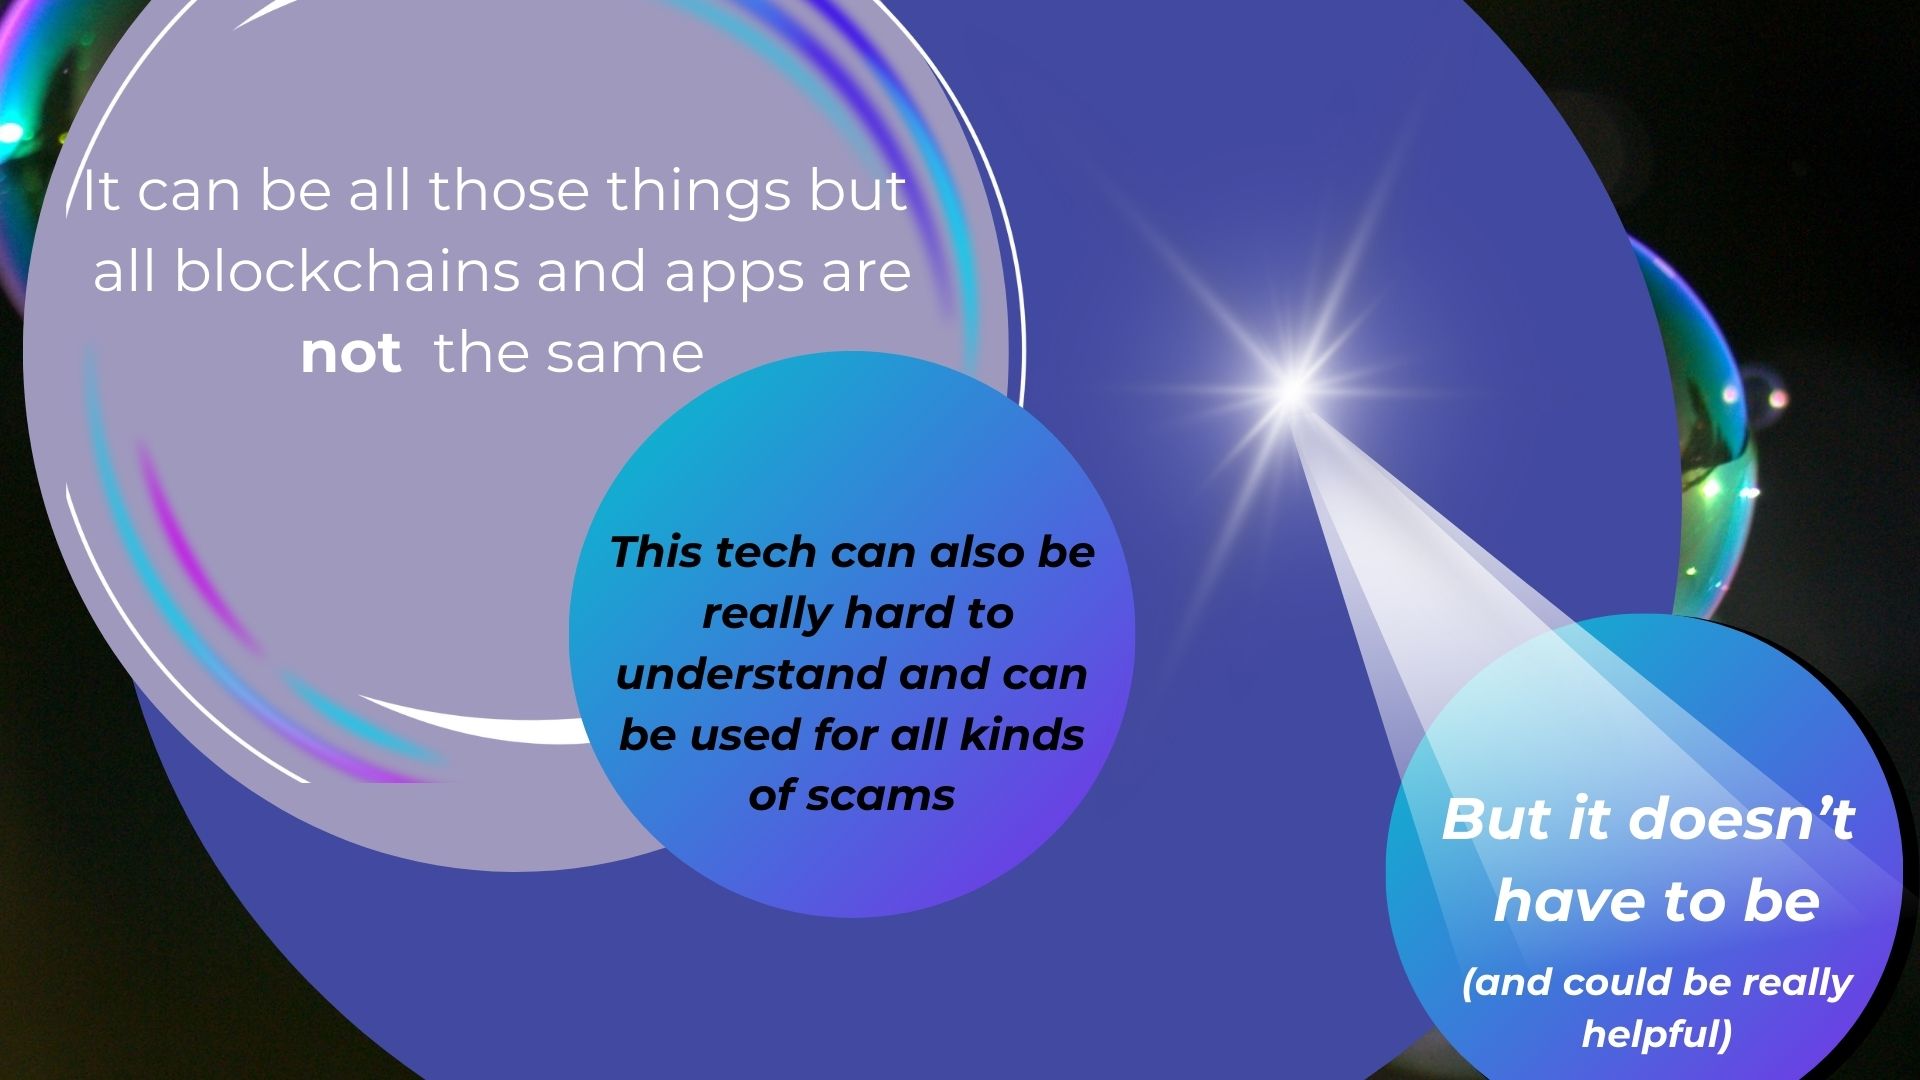 It can be all those things but
all blockchains and apps are
not the same
This tech can also be
really hard to
understand and can
be used for all kinds
of scams
But it doesn’t
have to be
(and could be really
helpful)